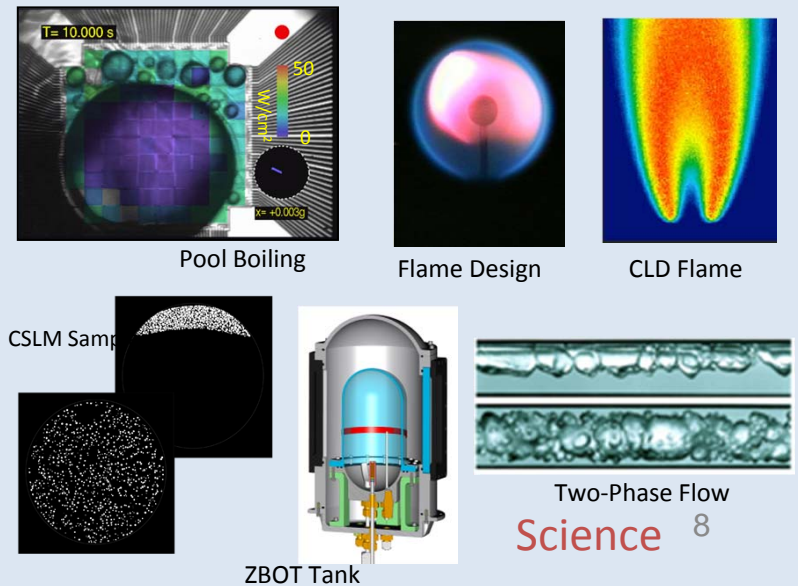 T= 10.000 s
50
W/cm²
0
x= +0.003g
Pool Boiling
Flame Design
CLD Flame
CSLM Samp
ZBOT Tank
Two-Phase Flow
Science
8